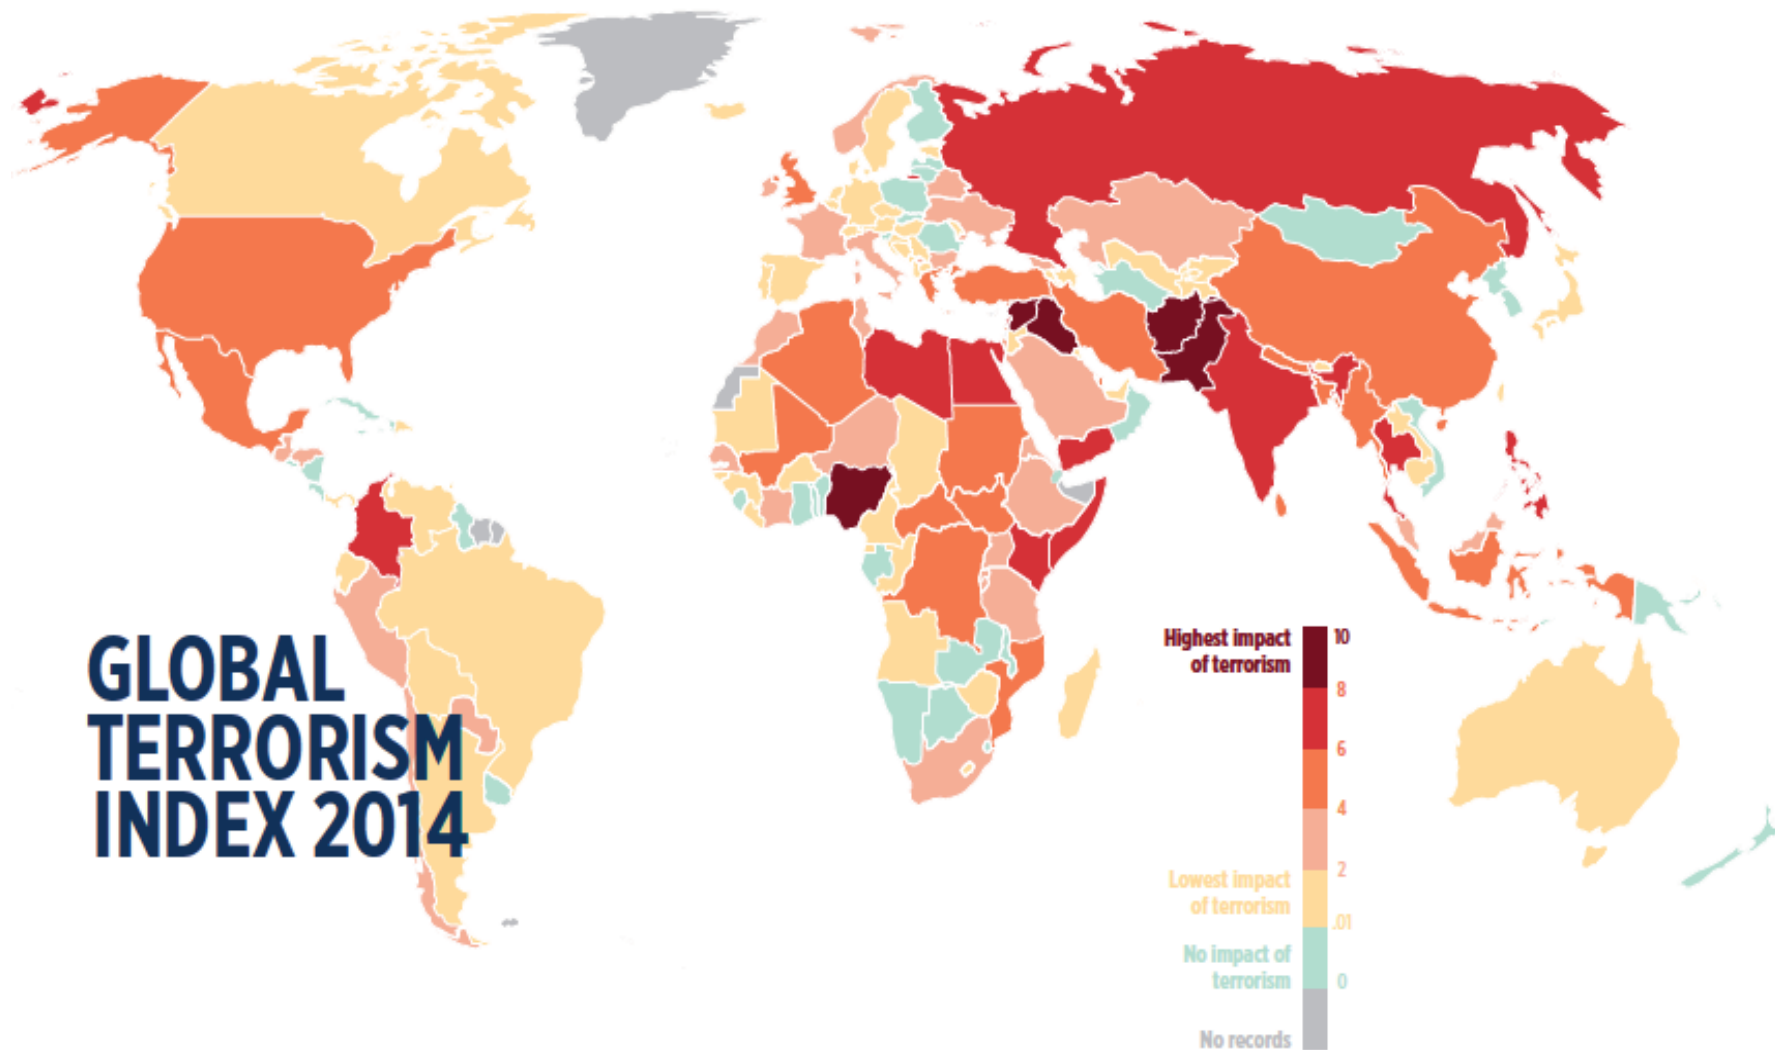 GLOBAL
TERRORISM
INDEX 2014
Highest impact
of terrorism
10
8
6
4
2
Lowest impact
of terrorism
.01
No impact of
terrorism
0
No records